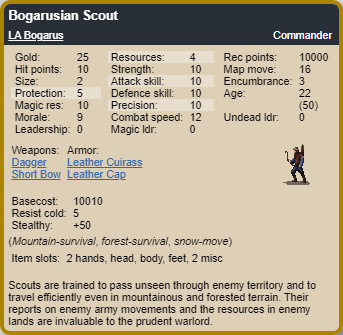 Bogarusian Scout
LA Bogarus Commander
Gold: 25 Resources: 4 Rec points: 10000
Hit points: 10 Strength: 10 Map move: 16
Size: 2 Attack skill: 10 Encumbrance: 3
Protection: 5 Defence skill: 10 Age: 22
Magic res: 10 Precision: 10 (50)
Morale: 9 Combat speed: 12 Undead ldr: 0
Leadership: 0 Magic ldr: 0
Weapons: Armor:
Dagger Leather Cuirass
Short Bow Leather Cap
Basecost: 10010
Resist cold: 5
Stealthy: +50
(Mountain-survival, forest-survival, snow-move)
Item slots: 2 hands, head, body, feet, 2 misc
Scouts are trained to pass unseen through enemy territory and to
travel efficiently even in mountainous and forested terrain. Their
reports on enemy army movements and the resources in enemy
lands are invaluable to the prudent warlord.